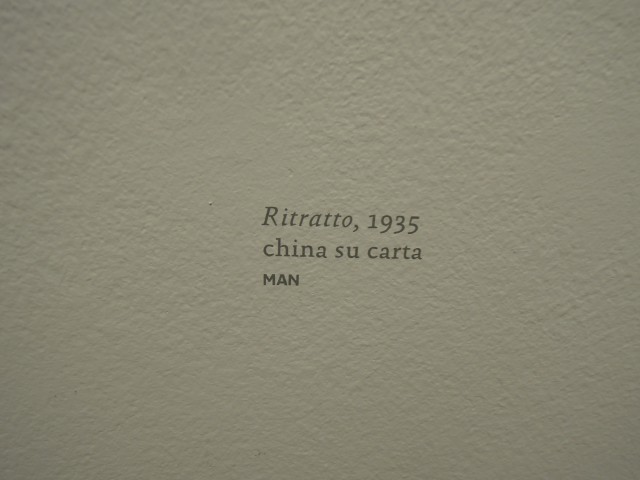 Ritratto, 1935
china su carta
MAN